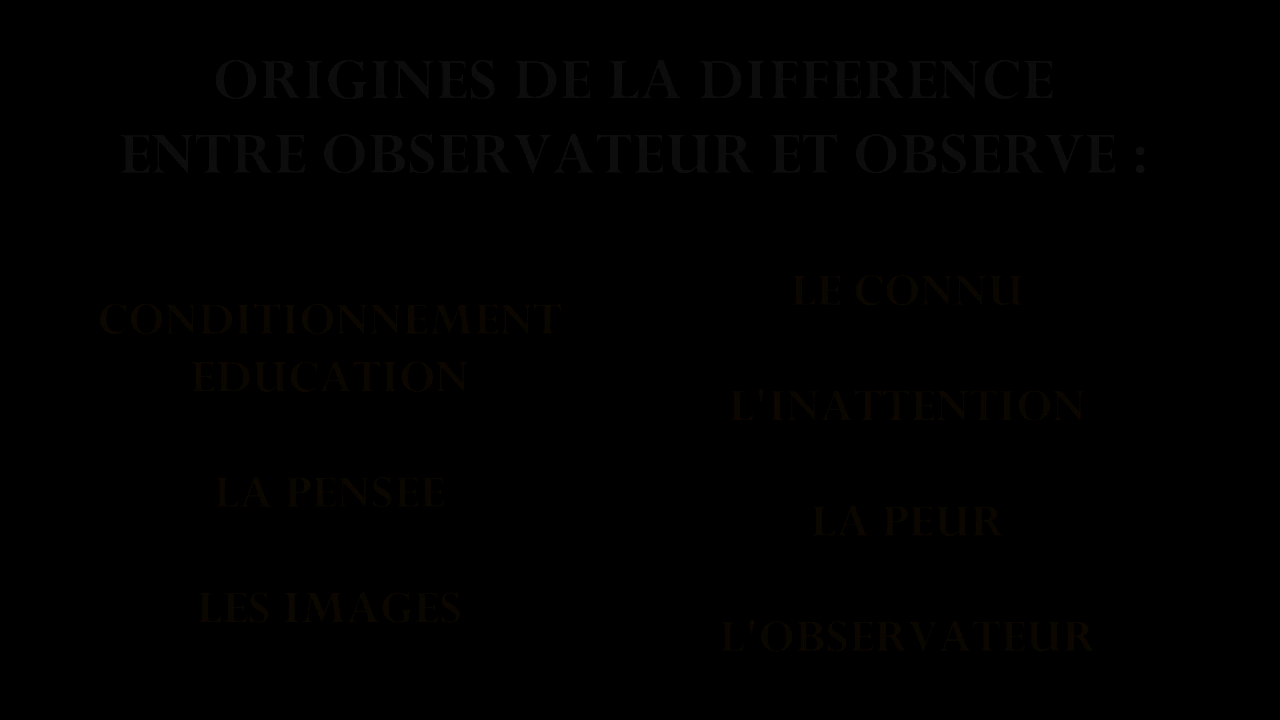 ORIGINES DE LA DIFFERENCE
ENTRE OBSERVATEUR ET OBSERVE :
CONDITIONNEMENT
EDUCATION
LA PENSÉE
LES IMAGES
LE CONNU
L'INATTENTION
LA PEUR
L'OBSERVATEUR